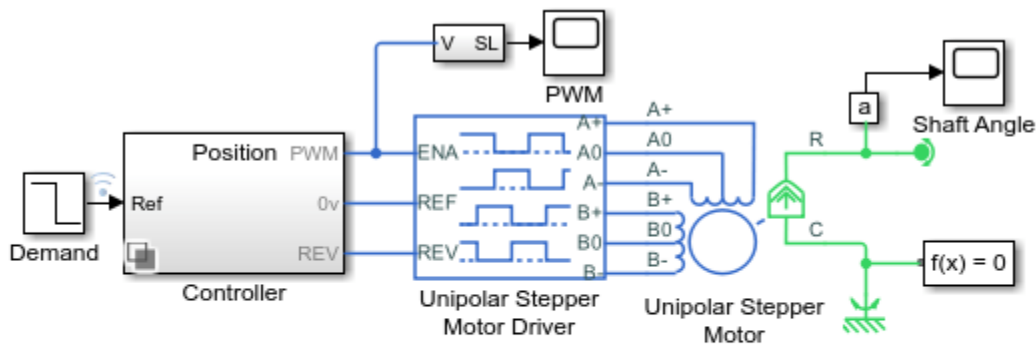 V SL
PWM
Demand
Ref
Position PWM
0v
REV
Controller
ENA
REF
REV
A+
A0
A-
B+
B0
B-
Unipolar Stepper
Motor Driver
A+
A0
A-
B+
B0
B-
Unipolar Stepper
Motor
R
C
a
Shaft Angle
f(x) = 0